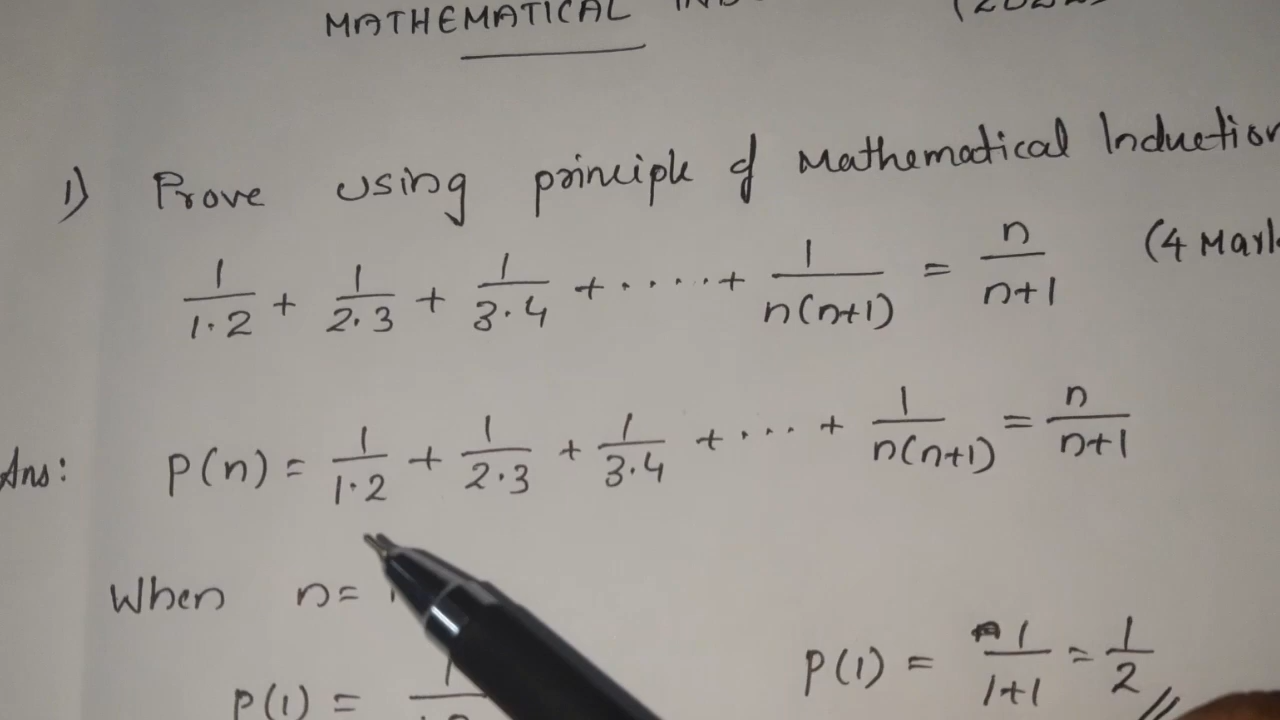 MATHEMATICAL
1) Prove using principle of Mathematical Induction
1/1·2 + 1/2·3 + 1/3·4 + ····· + 1/n(n+1) = n/n+1 (4 Mark
Ans: P(n) = 1/1·2 + 1/2·3 + 1/3·4 + ···· + 1/n(n+1) = n/n+1
When n=
P(1) = P(1) = 1/1+1 = 1/2 //